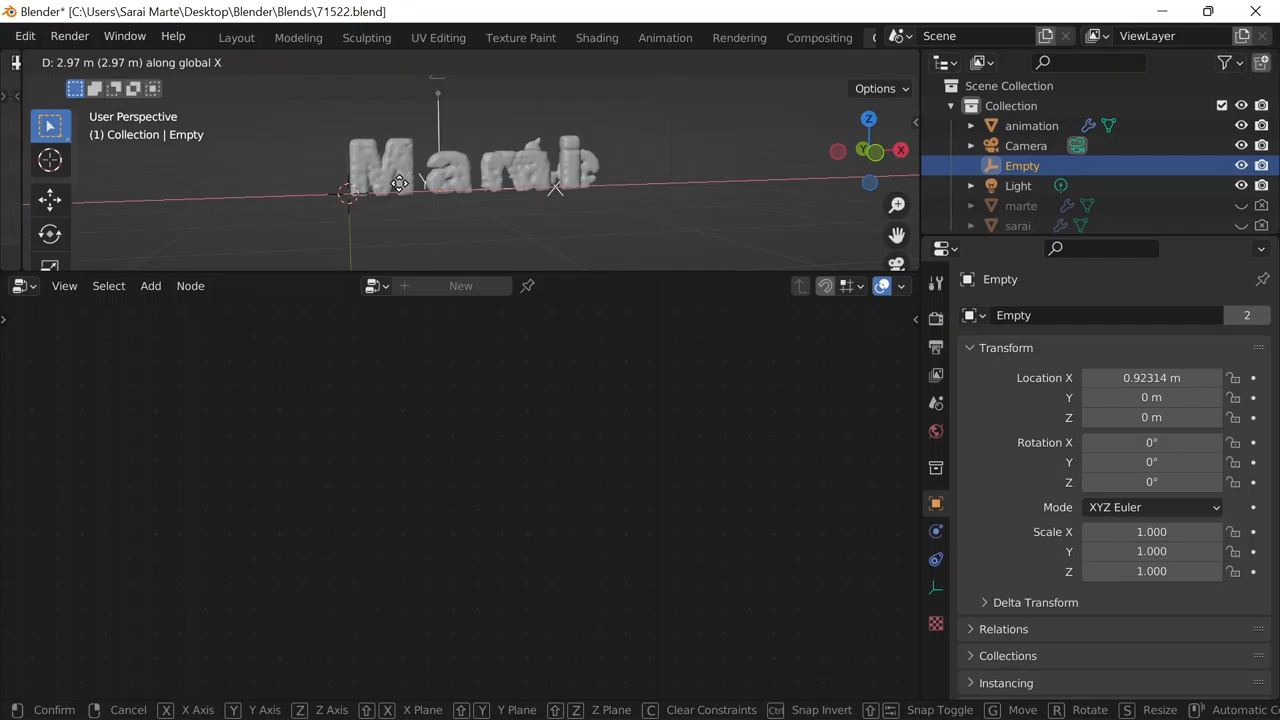 Blender* [C:\Users\Sarai Marte\Desktop\Blender\Blends\71522.blend]
Edit Render Window Help Layout Modeling Sculpting UV Editing Texture Paint Shading Animation Rendering Compositing Scene ViewLayer
D: 2.97 m (2.97 m) along global X
Options
User Perspective
(1) Collection | Empty
Z
X
Y
Y
Scene Collection
Collection
animation
Camera
Empty
Light
marte
sarai
View Select Add Node New
Empty
Empty 2
Transform
Location X 0.92314 m
Y 0 m
Z 0 m
Rotation X 0°
Y 0°
Z 0°
Mode XYZ Euler
Scale X 1.000
Y 1.000
Z 1.000
Delta Transform
Relations
Collections
Instancing
Confirm Cancel X X Axis Y Y Axis Z Z Axis X X Plane Y Y Plane Z Z Plane C Clear Constraints Ctrl Snap Invert Snap Toggle G Move R Rotate S Resize Automatic C